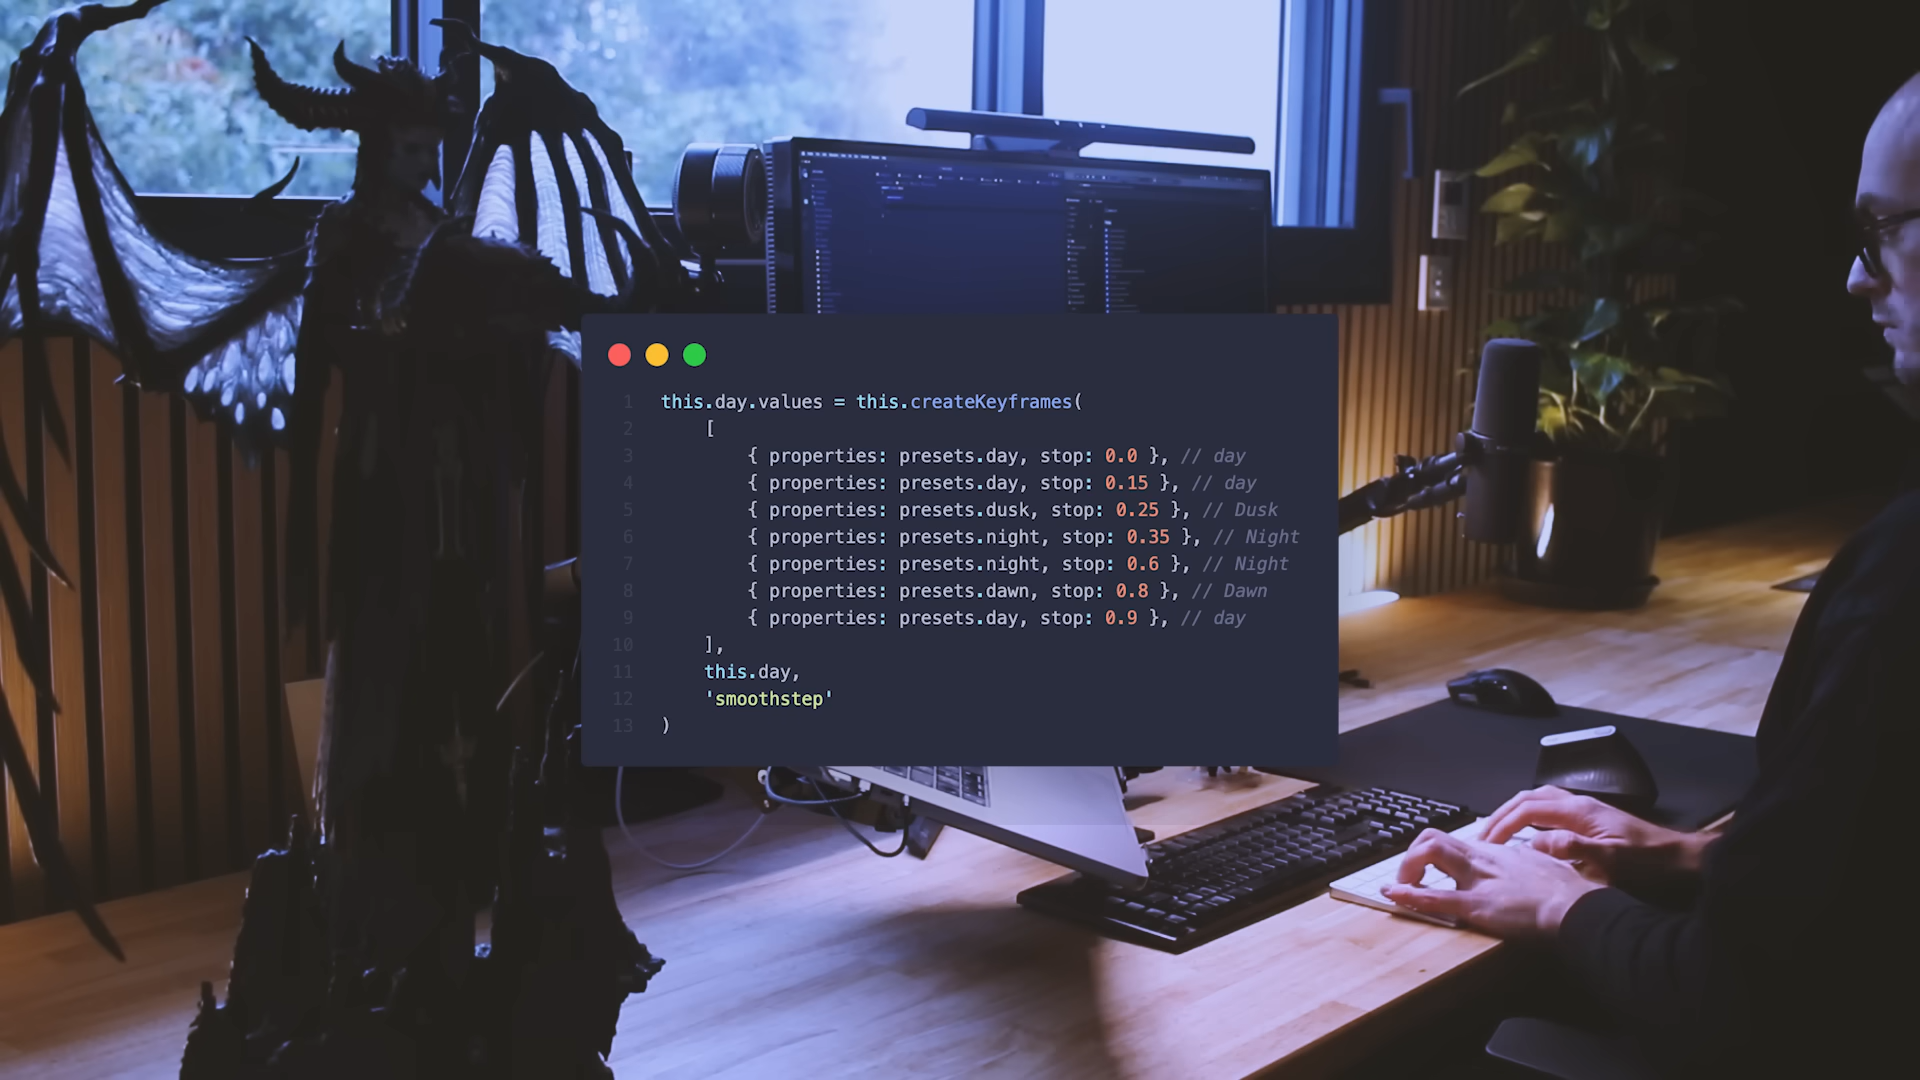 1 this.day.values = this.createKeyframes(
2 [
3 { properties: presets.day, stop: 0.0 }, // day
4 { properties: presets.day, stop: 0.15 }, // day
5 { properties: presets.dusk, stop: 0.25 }, // Dusk
6 { properties: presets.night, stop: 0.35 }, // Night
7 { properties: presets.night, stop: 0.6 }, // Night
8 { properties: presets.dawn, stop: 0.8 }, // Dawn
9 { properties: presets.day, stop: 0.9 }, // day
10 ],
11 this.day,
12 'smoothstep'
13 )